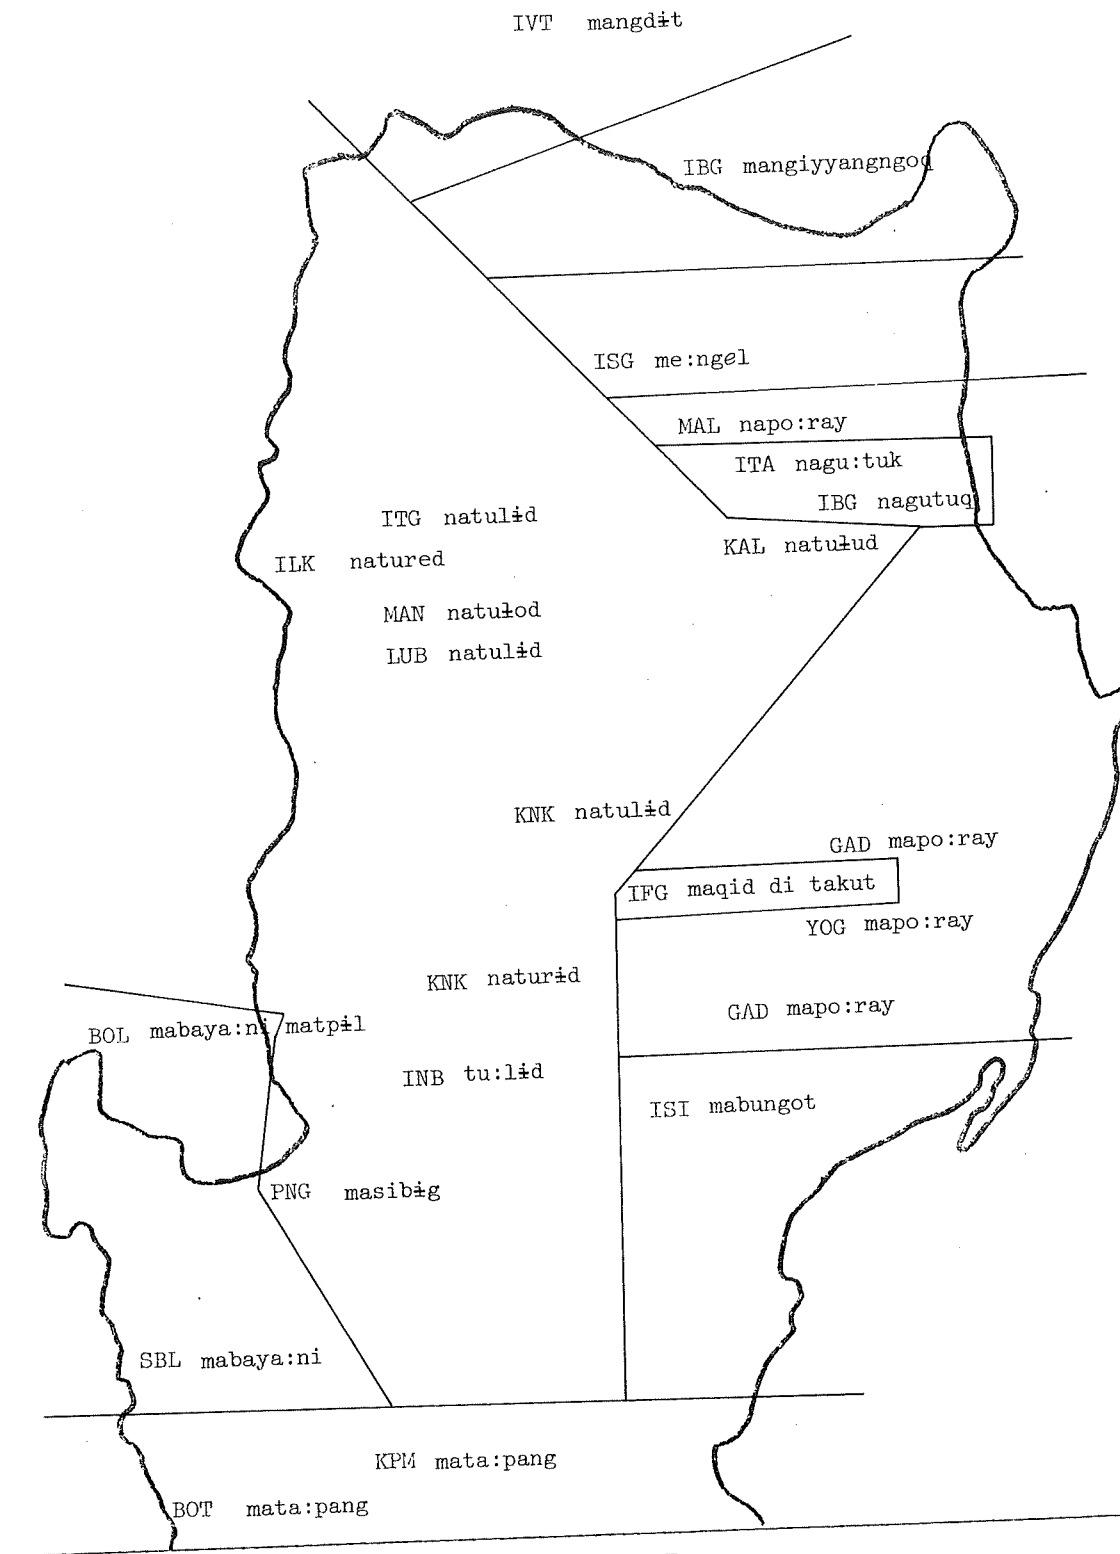 IVT mangdɨt
IBG mangiyyangngoq
ISG me:ngel
MAL napo:ray
ITA nagu:tuk
IBG nagutuq
ITG natulɨd
KAL natułud
ILK natured
MAN natułod
LUB natulɨd
KNK natulɨd
GAD mapo:ray
IFG maqid di takut
YOG mapo:ray
KNK naturɨd
GAD mapo:ray
BOL mabaya:ni matpɨl
INB tu:lɨd
ISI mabungot
PNG masibɨg
SBL mabaya:ni
KPM mata:pang
BOT mata:pang